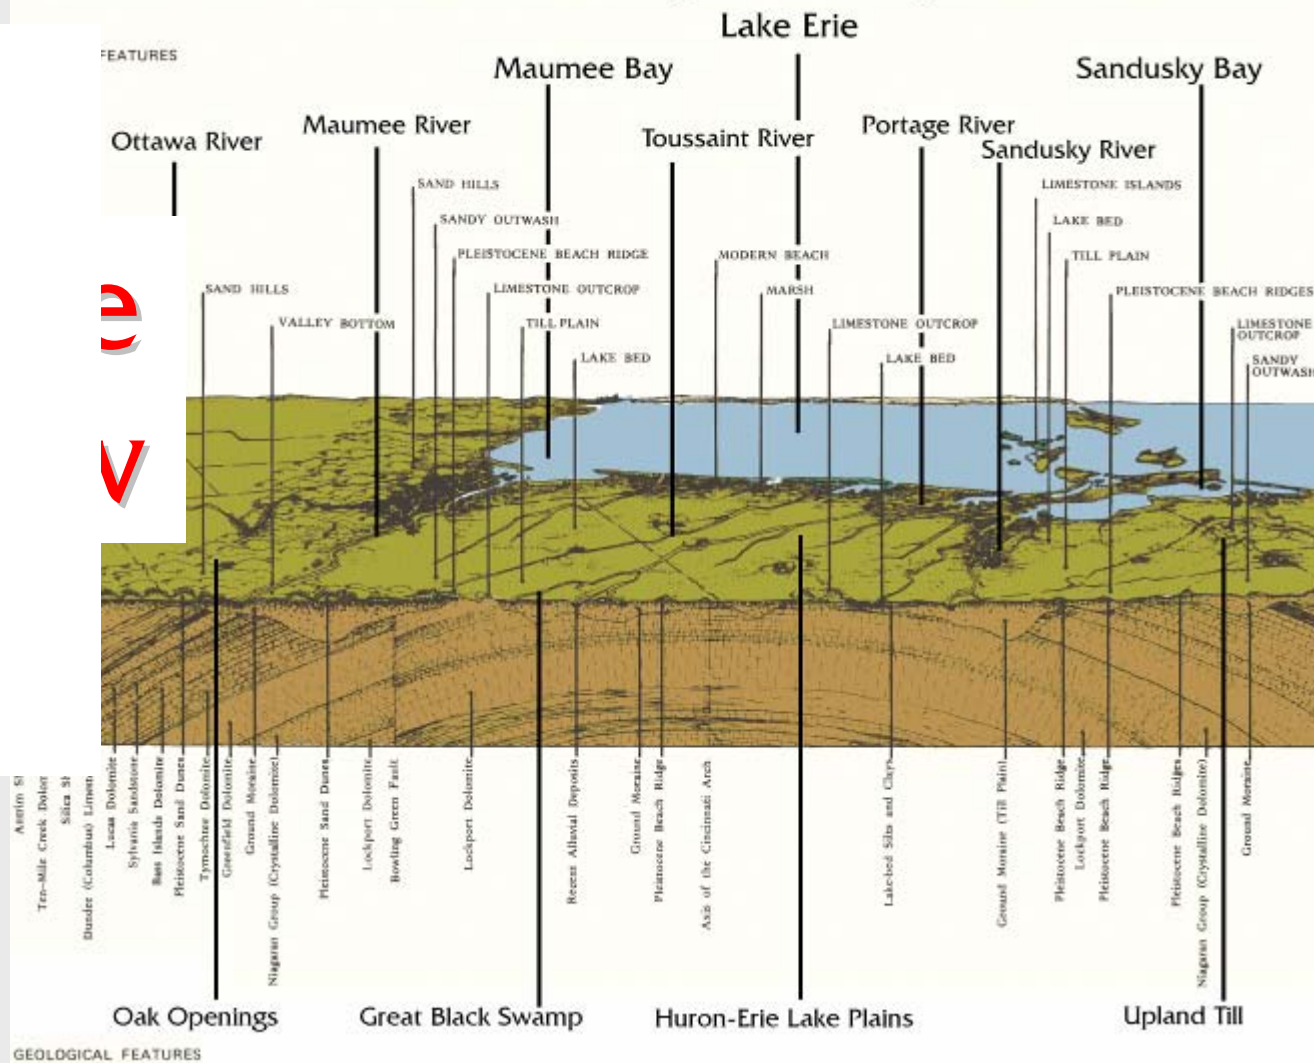 Lake Erie
FEATURES
Maumee Bay
Sandusky Bay
Ottawa River
Maumee River
Toussaint River
Portage River
Sandusky River
SAND HILLS
LIMESTONE ISLANDS
SANDY OUTWASH
LAKE BED
PLEISTOCENE BEACH RIDGE
MODERN BEACH
TILL PLAIN
SAND HILLS
LIMESTONE OUTCROP
MARSH
PLEISTOCENE BEACH RIDGES
e
VALLEY BOTTOM
TILL PLAIN
LIMESTONE OUTCROP
LIMESTONE
OUTCROP
LAKE BED
LAKE BED
SANDY
OUTWASH
w
Antrim S
Ten-Mile Creek Dolom
Silica Sh
Dundee (Columbus) Limest
Lucas Dolomite
Sylvania Sandstone
Bass Islands Dolomite
Pleistocene Sand Dunes
Tymochtee Dolomite
Greenfield Dolomite
Ground Moraine
Niagaran Group (Crystalline Dolomite)
Pleistocene Sand Dunes
Lockport Dolomite
Bowling Green Fault
Lockport Dolomite
Recent Alluvial Deposits
Ground Moraine
Pleistocene Beach Ridge
Axis of the Cincinnati Arch
Lake-bed Silts and Clays
Ground Moraine (Till Plain)
Pleistocene Beach Ridge
Lockport Dolomite
Pleistocene Beach Ridge
Pleistocene Beach Ridges
Niagaran Group (Crystalline Dolomite)
Ground Moraine
Oak Openings
Great Black Swamp
Huron-Erie Lake Plains
Upland Till
GEOLOGICAL FEATURES